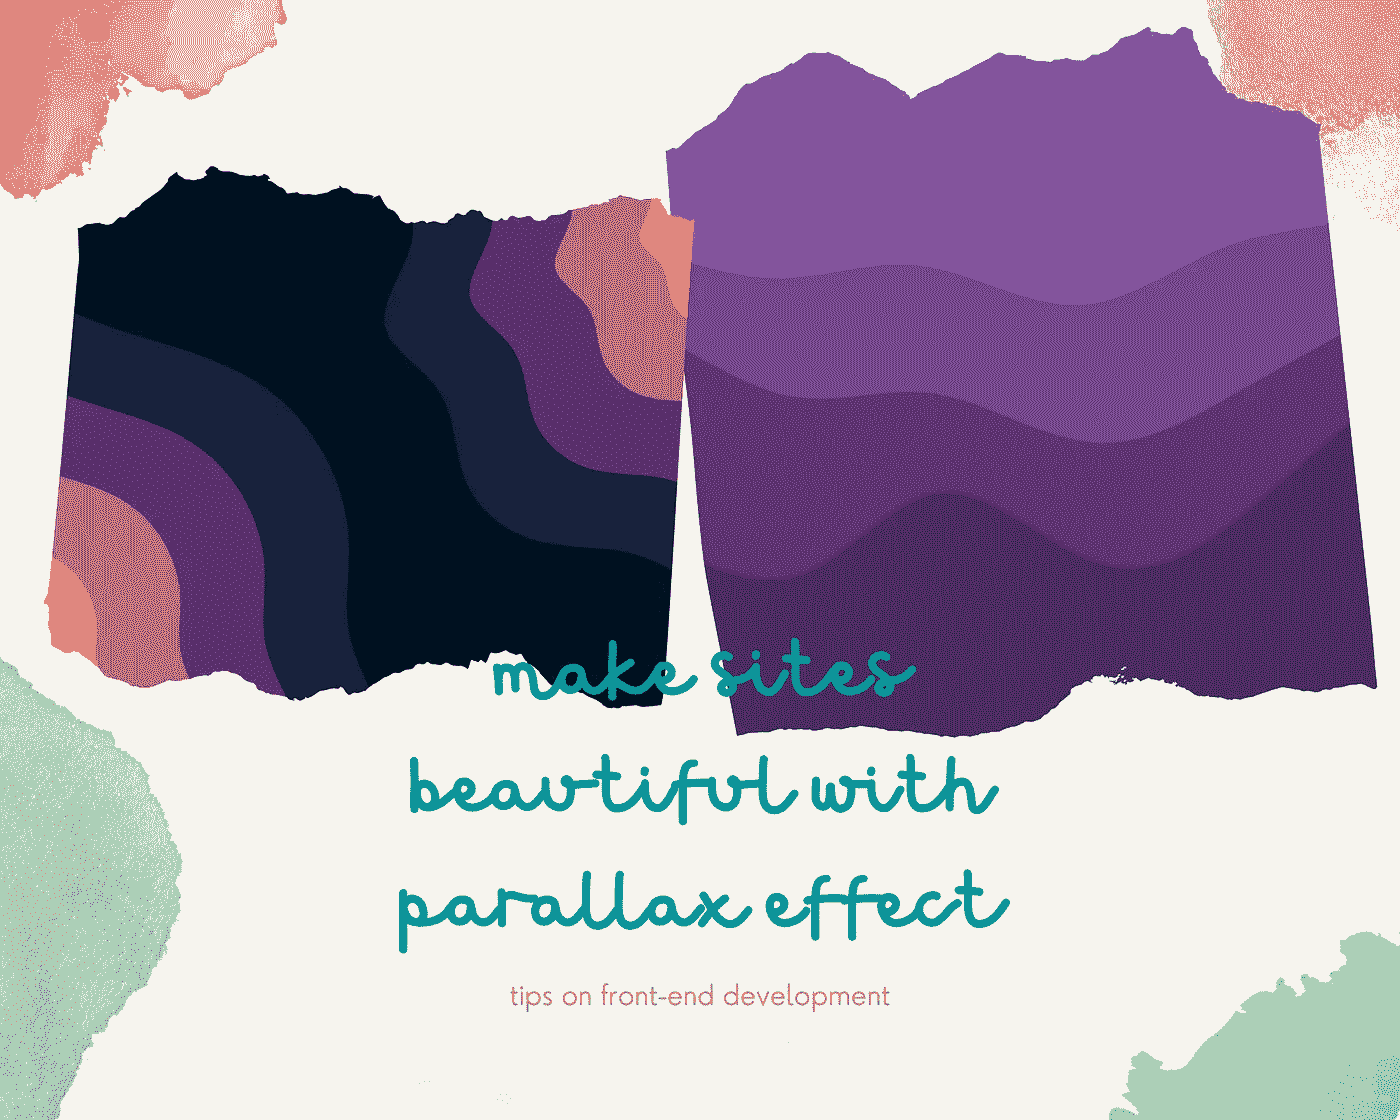 make sites
beautiful with
parallax effect
tips on front-end development